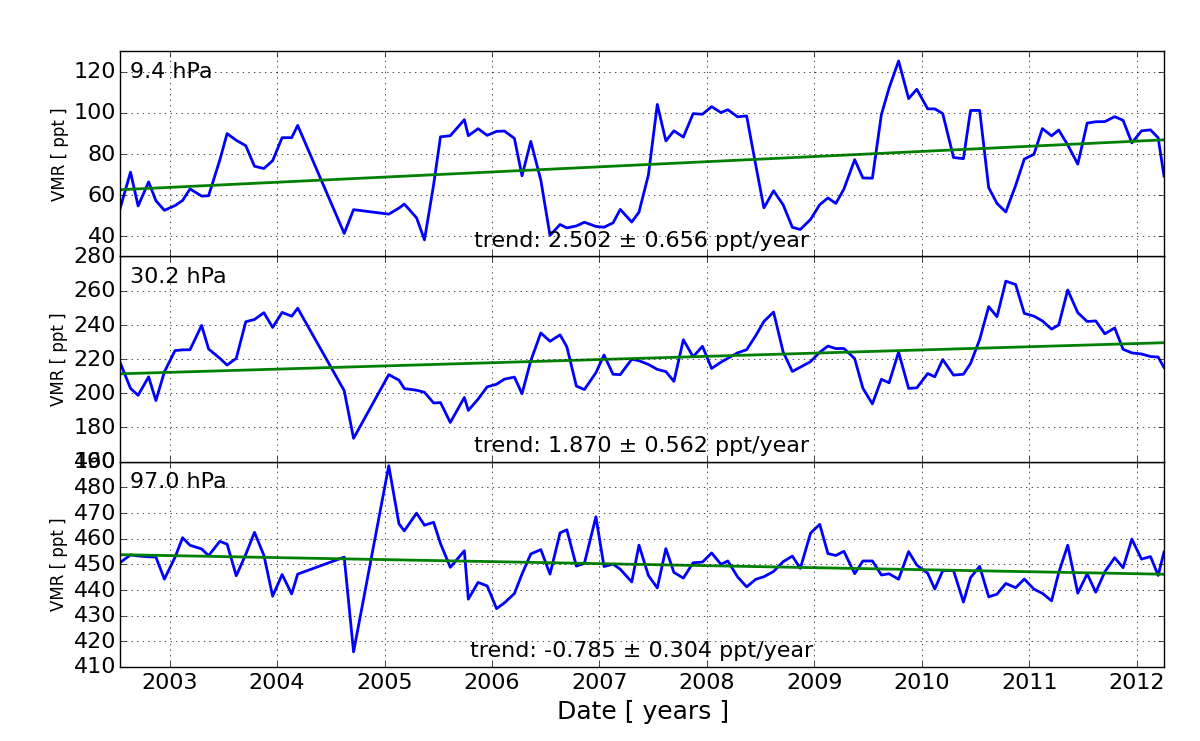 120
100
80
60
40
VMR [ ppt ]
9.4 hPa
trend: 2.502 ± 0.656 ppt/year
280
260
240
220
200
180
160
VMR [ ppt ]
30.2 hPa
trend: 1.870 ± 0.562 ppt/year
490
480
470
460
450
440
430
420
410
VMR [ ppt ]
97.0 hPa
trend: -0.785 ± 0.304 ppt/year
2003 2004 2005 2006 2007 2008 2009 2010 2011 2012
Date [ years ]